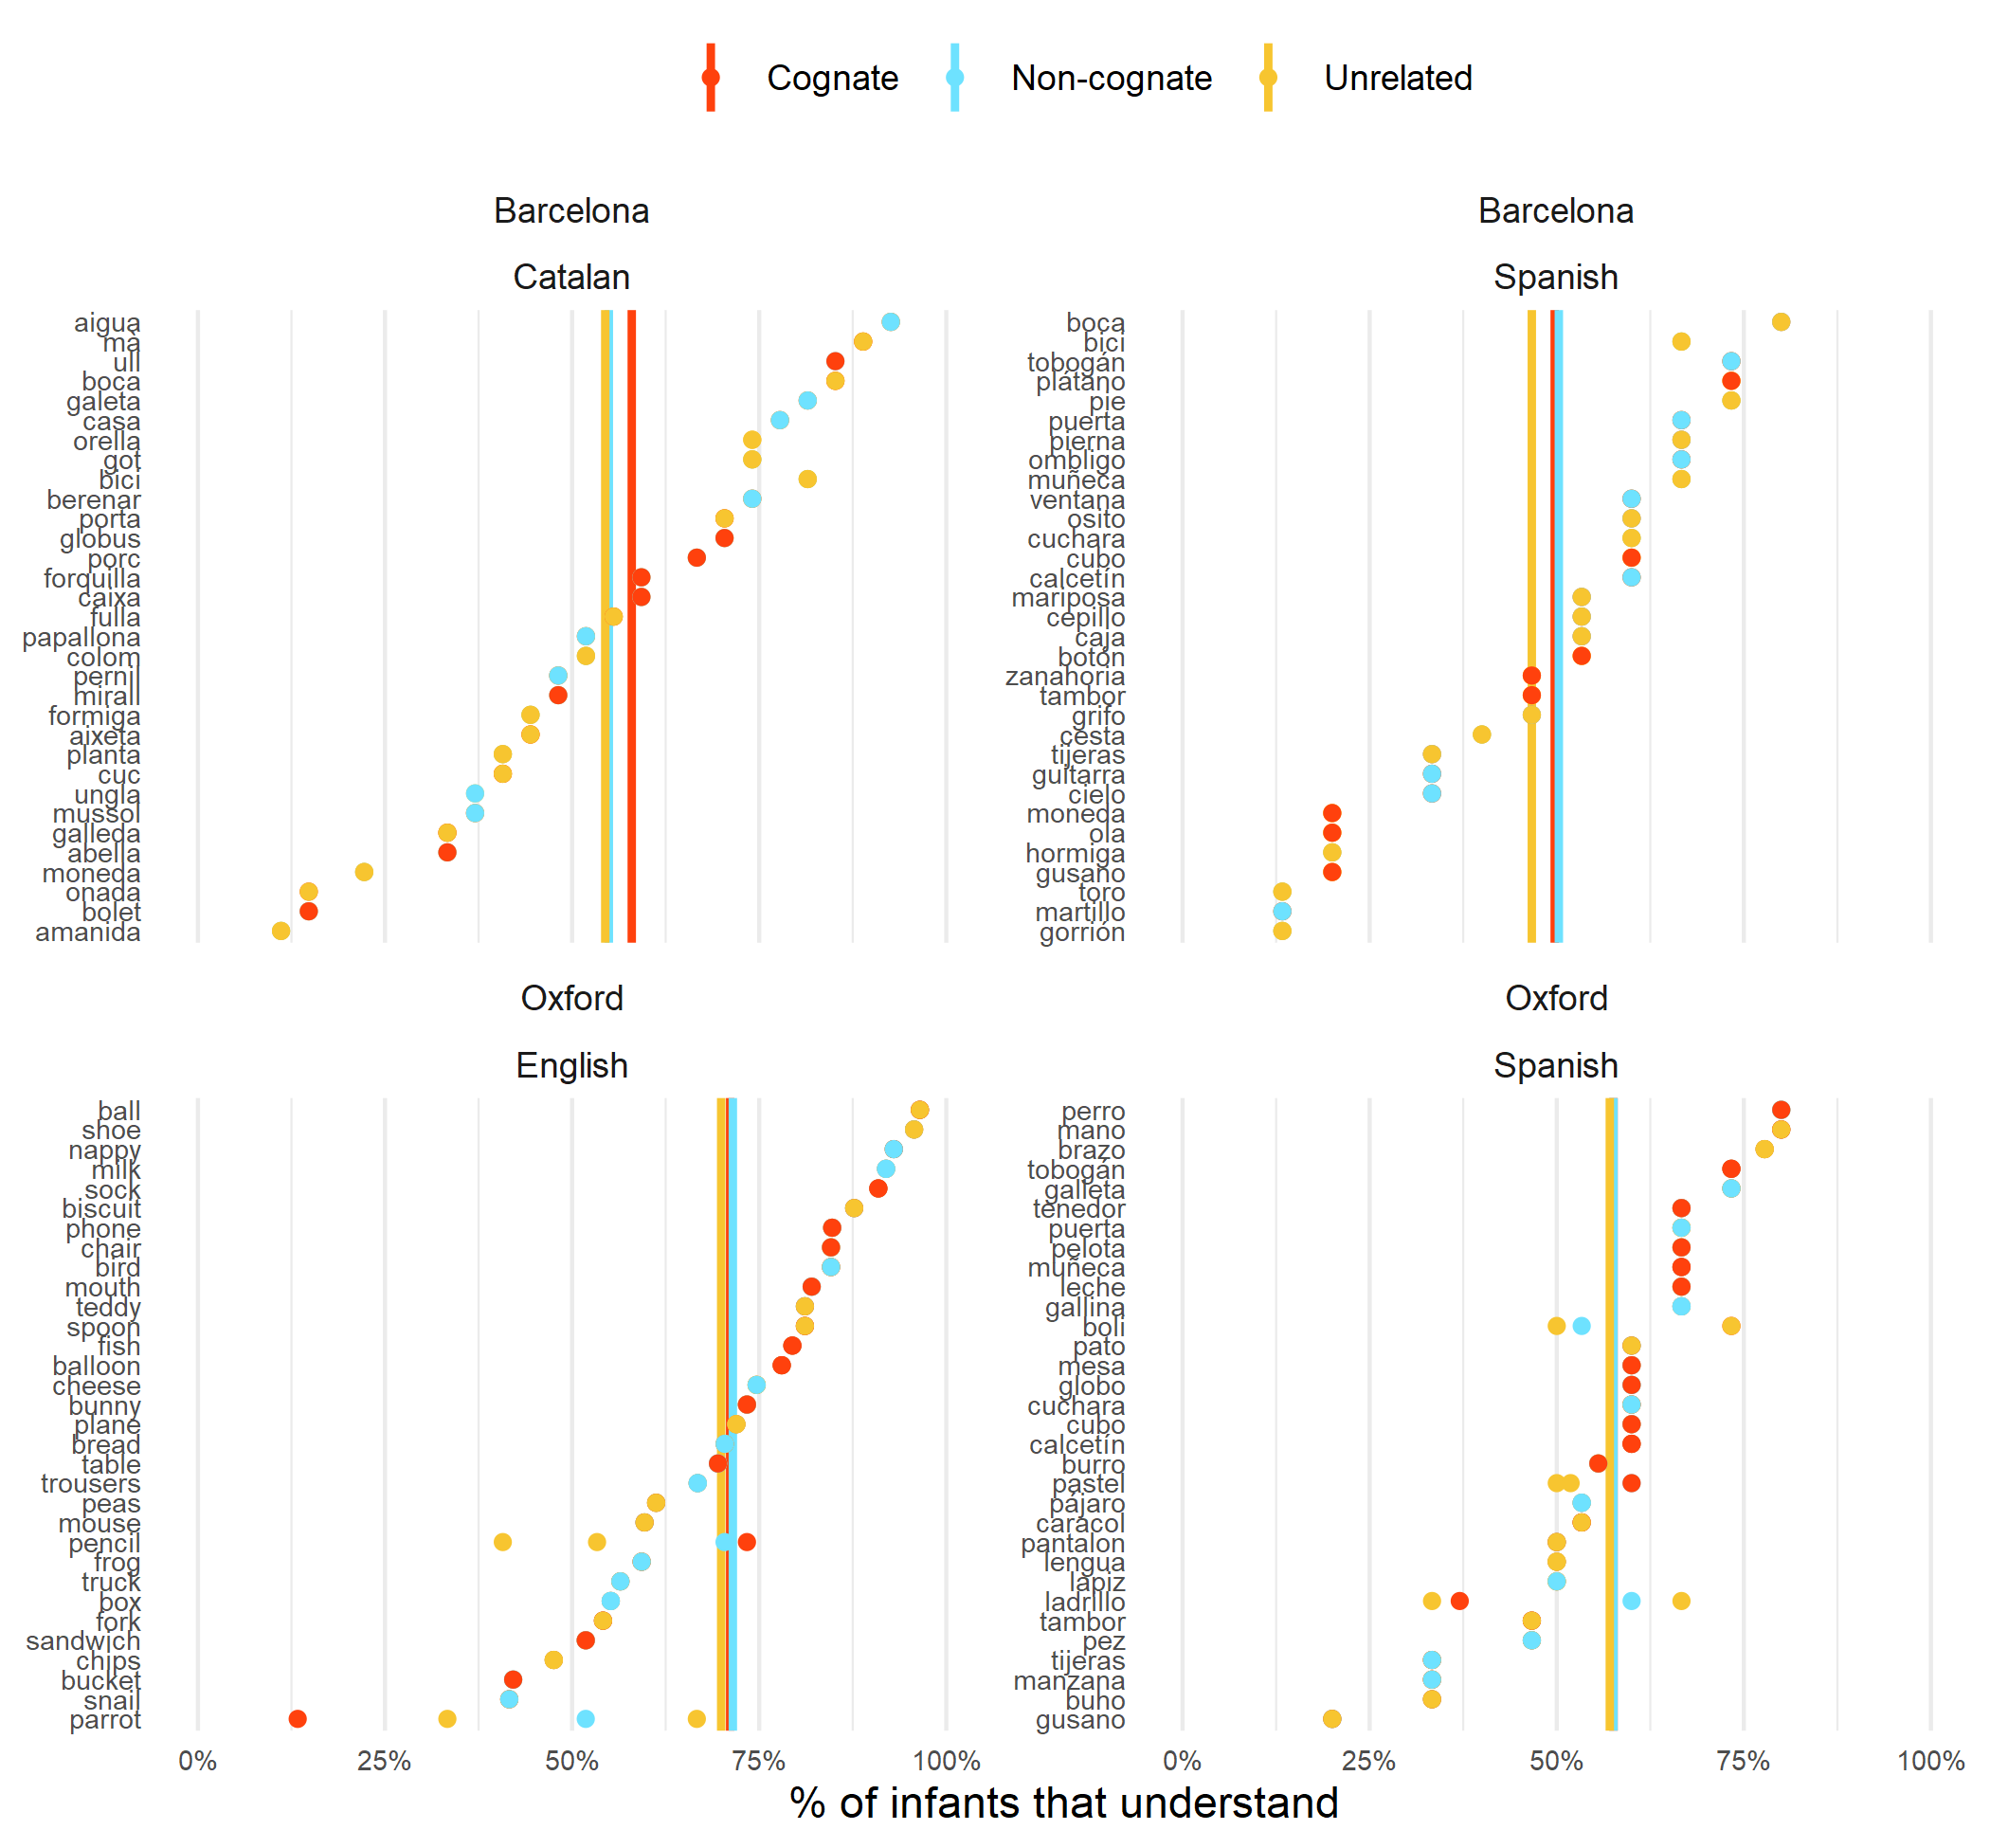 Cognate Non-cognate Unrelated
Barcelona
Catalan
aigua
mà
ull
boca
galeta
casa
orella
got
bici
berenar
porta
globus
porc
forquilla
caixa
fulla
papallona
colom
pernil
mirall
formiga
aixeta
planta
cuc
ungla
mussol
galleda
abella
moneda
onada
bolet
amanida
Barcelona
Spanish
boca
bici
tobogán
plátano
pie
puerta
pierna
ombligo
muñeca
ventana
osito
cuchara
cubo
calcetín
mariposa
cepillo
caja
botón
zanahoria
tambor
grifo
cesta
tijeras
guitarra
cielo
moneda
ola
hormiga
gusano
toro
martillo
gorrión
Oxford
English
ball
shoe
nappy
milk
sock
biscuit
phone
chair
bird
mouth
teddy
spoon
fish
balloon
cheese
bunny
plane
bread
table
trousers
peas
mouse
pencil
frog
truck
box
fork
sandwich
chips
bucket
snail
parrot
0% 25% 50% 75% 100%
Oxford
Spanish
perro
mano
brazo
tobogán
galleta
tenedor
puerta
pelota
muñeca
leche
gallina
boli
pato
mesa
globo
cuchara
cubo
calcetín
burro
pastel
pájaro
caracol
pantalon
lengua
lápiz
ladrillo
tambor
pez
tijeras
manzana
buho
gusano
0% 25% 50% 75% 100%
% of infants that understand